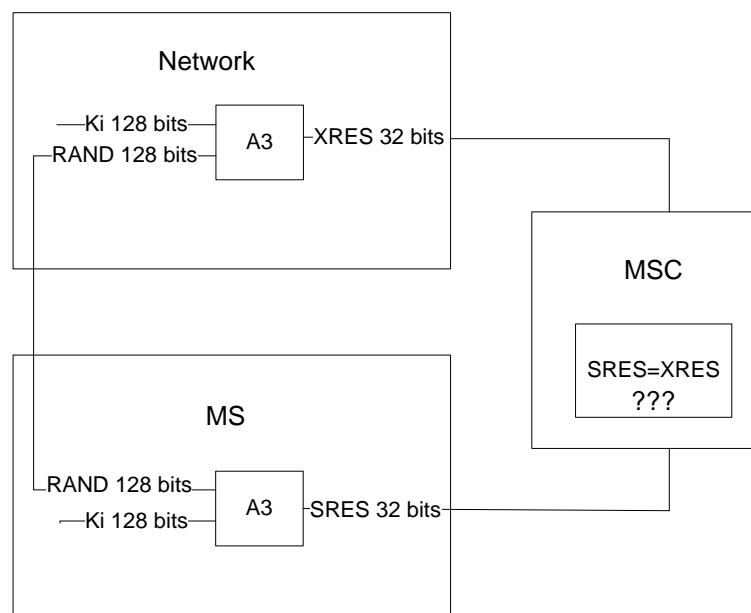 Network
Ki 128 bits
RAND 128 bits
A3
XRES 32 bits
MSC
SRES=XRES
???
MS
RAND 128 bits
Ki 128 bits
A3
SRES 32 bits